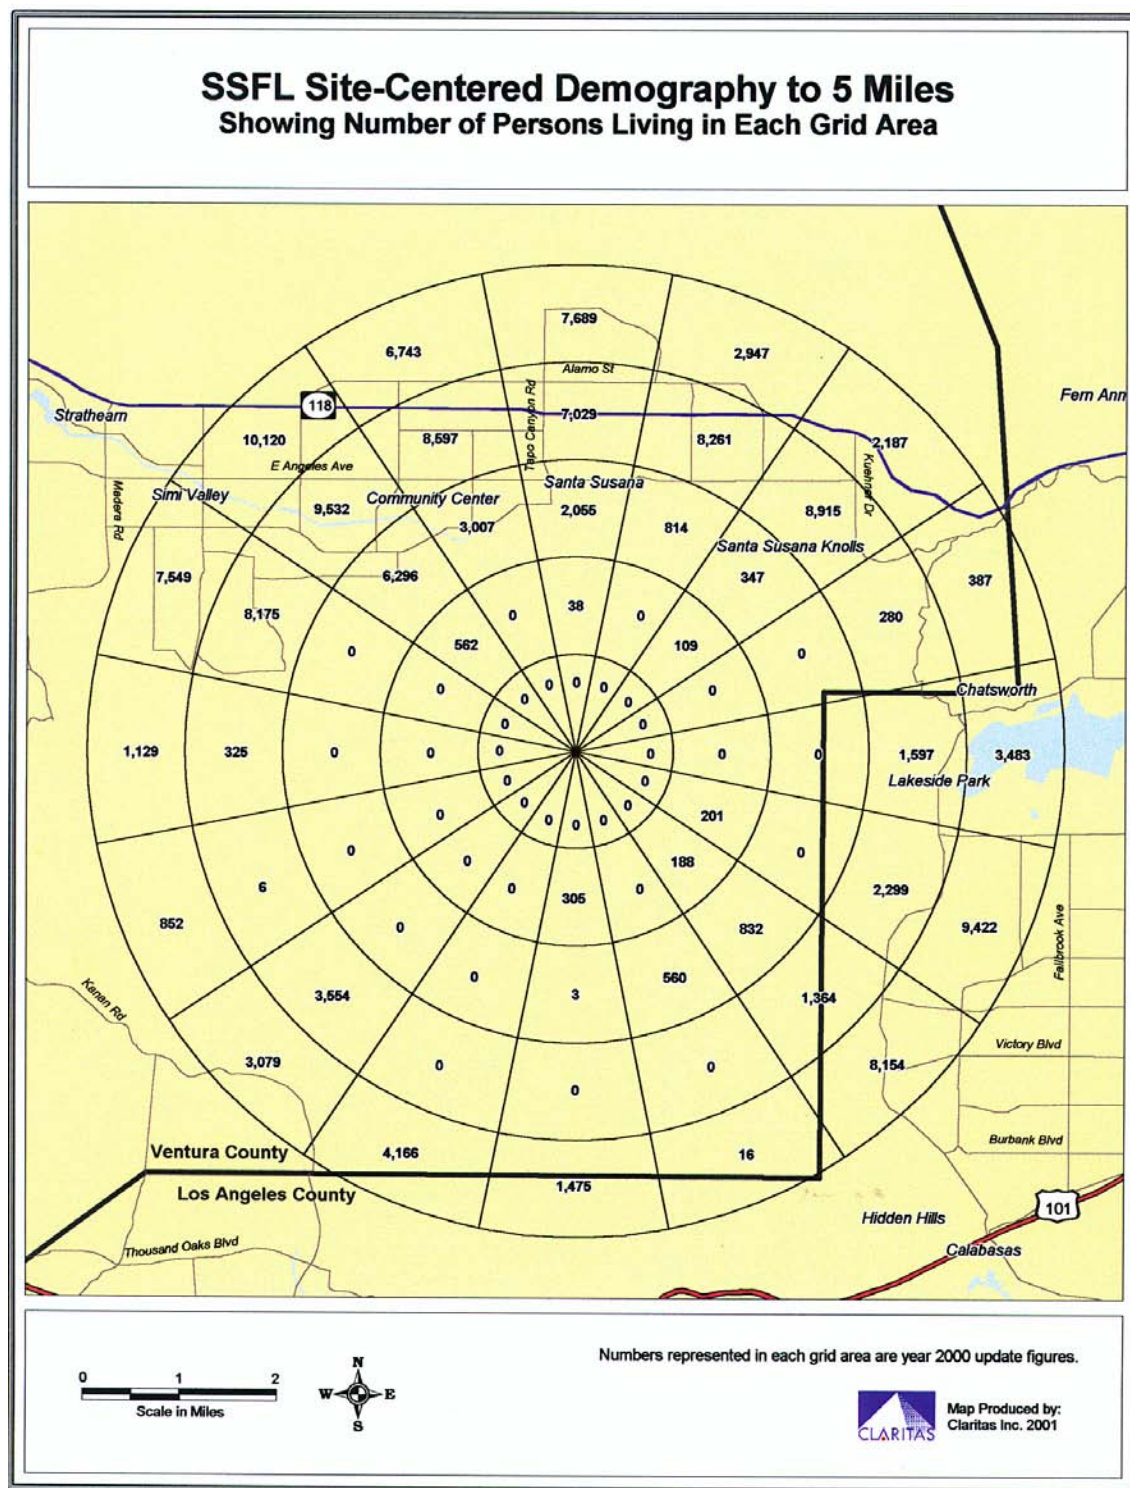 SSFL Site-Centered Demography to 5 Miles
Showing Number of Persons Living in Each Grid Area
7,689
6,743
2,947
Alamo St
Fern Ann
118
Strathearn
Tapo Canyon Rd
7,029
10,120
8,597
8,261
2,187
E Angeles Ave
Kuehner Dr
Santa Susana
Simi Valley
Community Center
Madera Rd
9,532
3,007
2,055
814
8,915
Santa Susana Knolls
7,549
6,296
347
387
38
8,175
0
0
280
562
109
0
0
0
0
0
0
0
0
0
Chatsworth
0
0
0
1,129
325
0
0
0
0
0
0
1,597
3,483
0
0
Lakeside Park
0
0
0
201
0
0
0
0
0
0
188
6
0
0
305
0
2,299
852
0
832
9,422
Fallbrook Ave
0
560
Kanan Rd
3,554
3
1,364
Victory Blvd
3,079
0
0
8,154
0
Burbank Blvd
Ventura County
4,166
16
Los Angeles County
1,475
101
Hidden Hills
Thousand Oaks Blvd
Calabasas
0 1 2
Scale in Miles
N
W E
S
Numbers represented in each grid area are year 2000 update figures.
CLARITAS
Map Produced by:
Claritas Inc. 2001